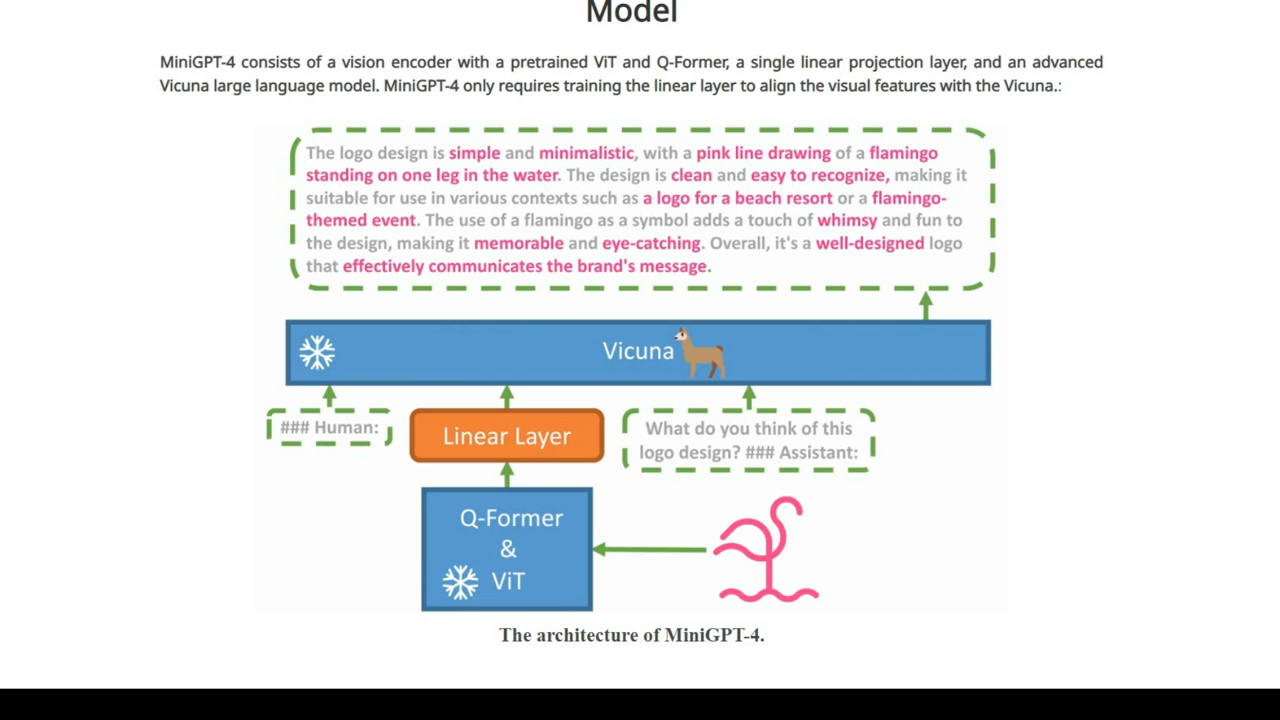 Model
MiniGPT-4 consists of a vision encoder with a pretrained ViT and Q-Former, a single linear projection layer, and an advanced
Vicuna large language model. MiniGPT-4 only requires training the linear layer to align the visual features with the Vicuna.:
The logo design is simple and minimalistic, with a pink line drawing of a flamingo
standing on one leg in the water. The design is clean and easy to recognize, making it
suitable for use in various contexts such as a logo for a beach resort or a flamingo-
themed event. The use of a flamingo as a symbol adds a touch of whimsy and fun to
the design, making it memorable and eye-catching. Overall, it's a well-designed logo
that effectively communicates the brand's message.
Vicuna
### Human:
Linear Layer
What do you think of this
logo design? ### Assistant:
Q-Former
&
ViT
The architecture of MiniGPT-4.